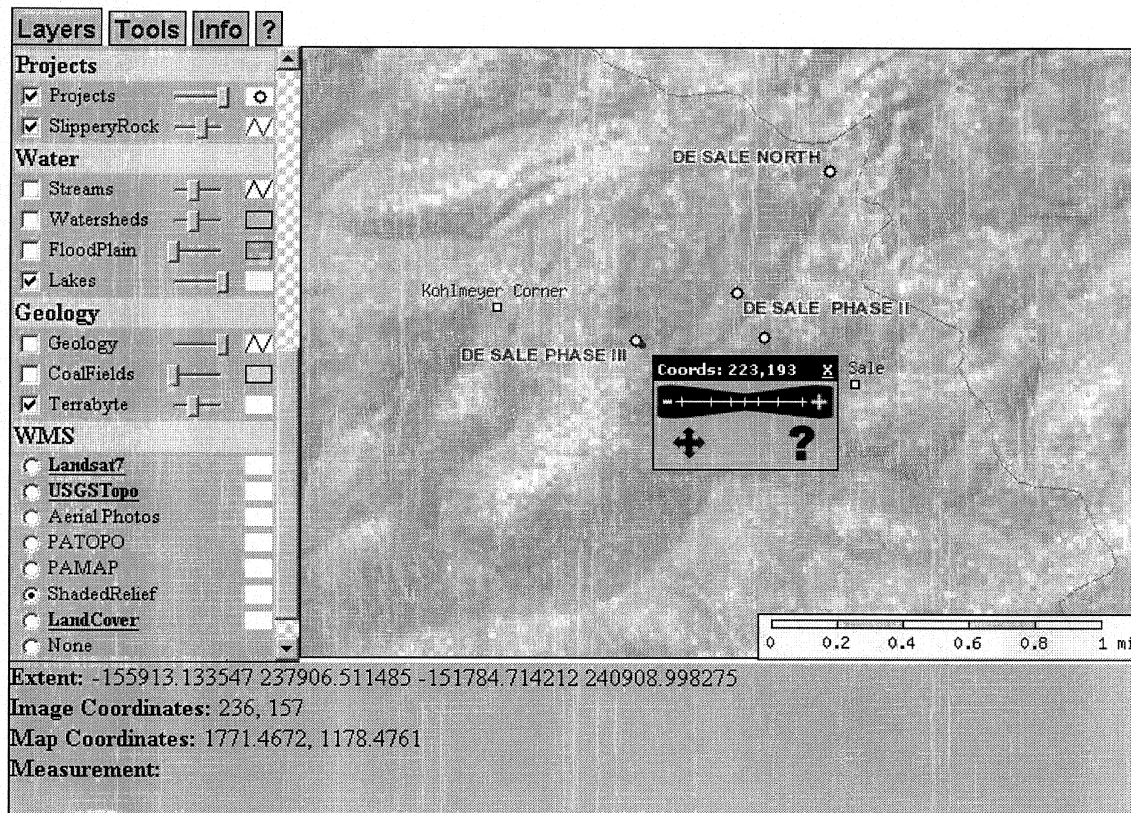 Layers Tools Info ?
Projects
Projects
SlipperyRock
Water
Streams
Watersheds
FloodPlain
Lakes
Geology
Geology
CoalFields
Terrabyte
WMS
Landsat7
USGSTopo
Aerial Photos
PATOPO
PAMAP
ShadedRelief
LandCover
None
DE SALE NORTH
Kohlmeyer Corner
DE SALE PHASE II
DE SALE PHASE III
Coords: 223,193 X
Sale
?
0 0.2 0.4 0.6 0.8 1 mi
Extent: -155913.133547 237906.511485 -151784.714212 240908.998275
Image Coordinates: 236, 157
Map Coordinates: 1771.4672, 1178.4761
Measurement: